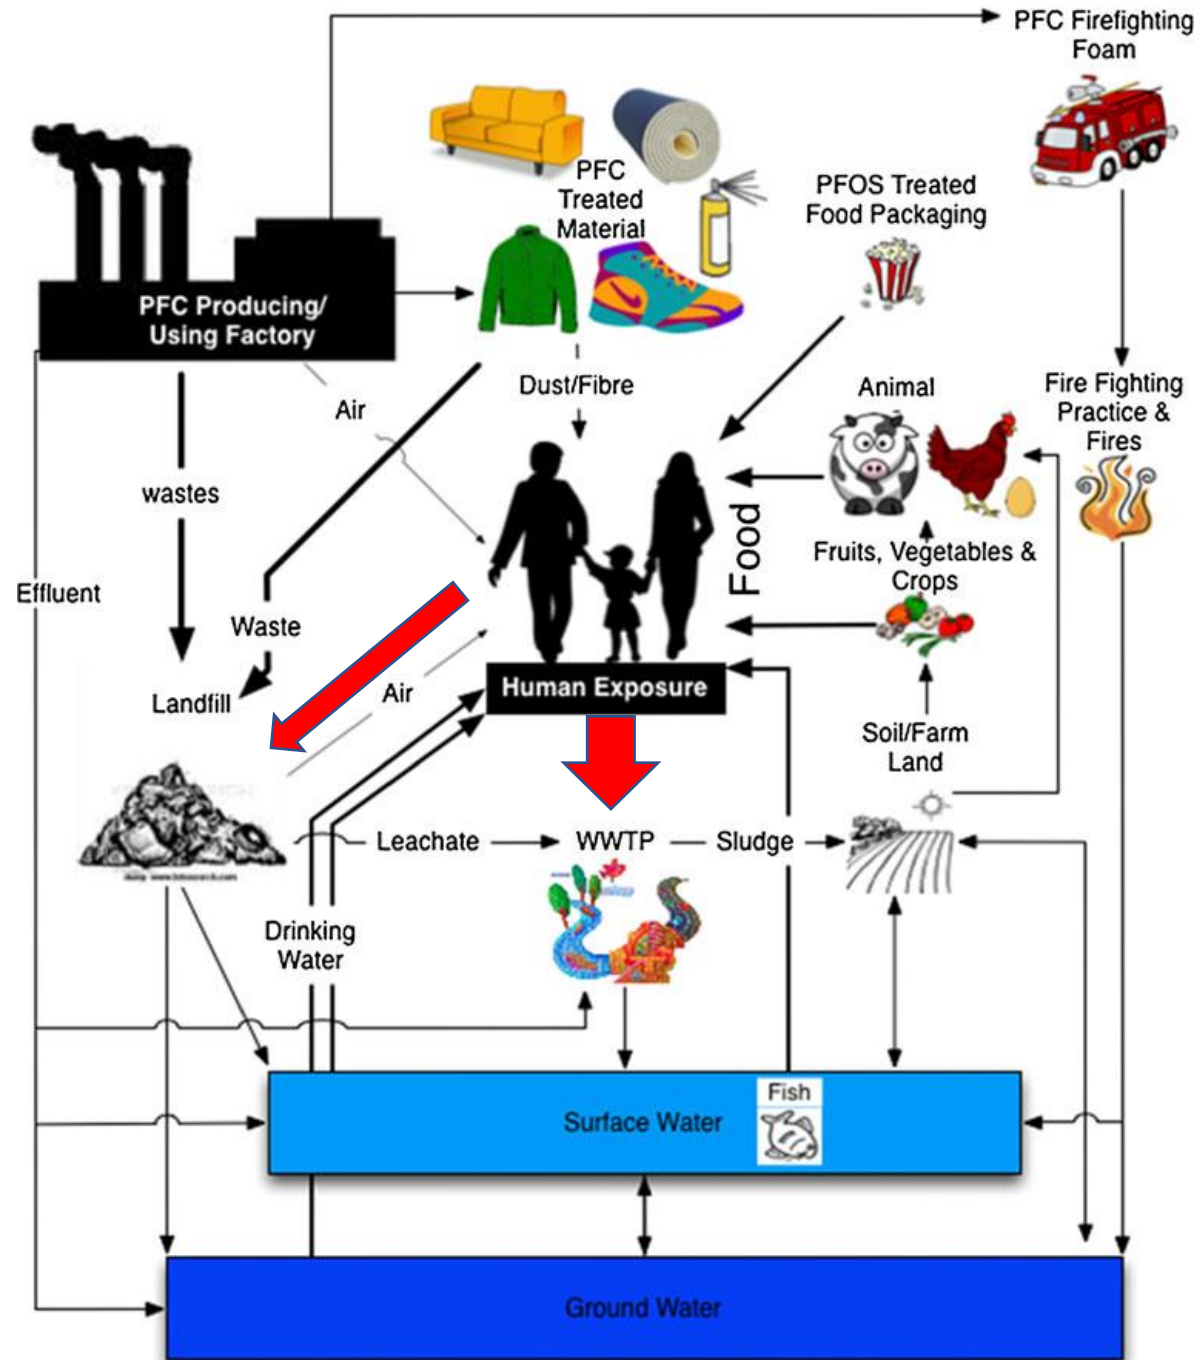 PFC Firefighting
Foam
PFC
Treated
Material
PFOS Treated
Food Packaging
PFC Producing/
Using Factory
Dust/Fibre
Air
Animal
Fire Fighting
Practice &
Fires
wastes
Food
Fruits, Vegetables &
Crops
Effluent
Waste
Landfill
Air
Human Exposure
Soil/Farm
Land
Leachate
WWTP
Sludge
Drinking
Water
Fish
Surface Water
Ground Water